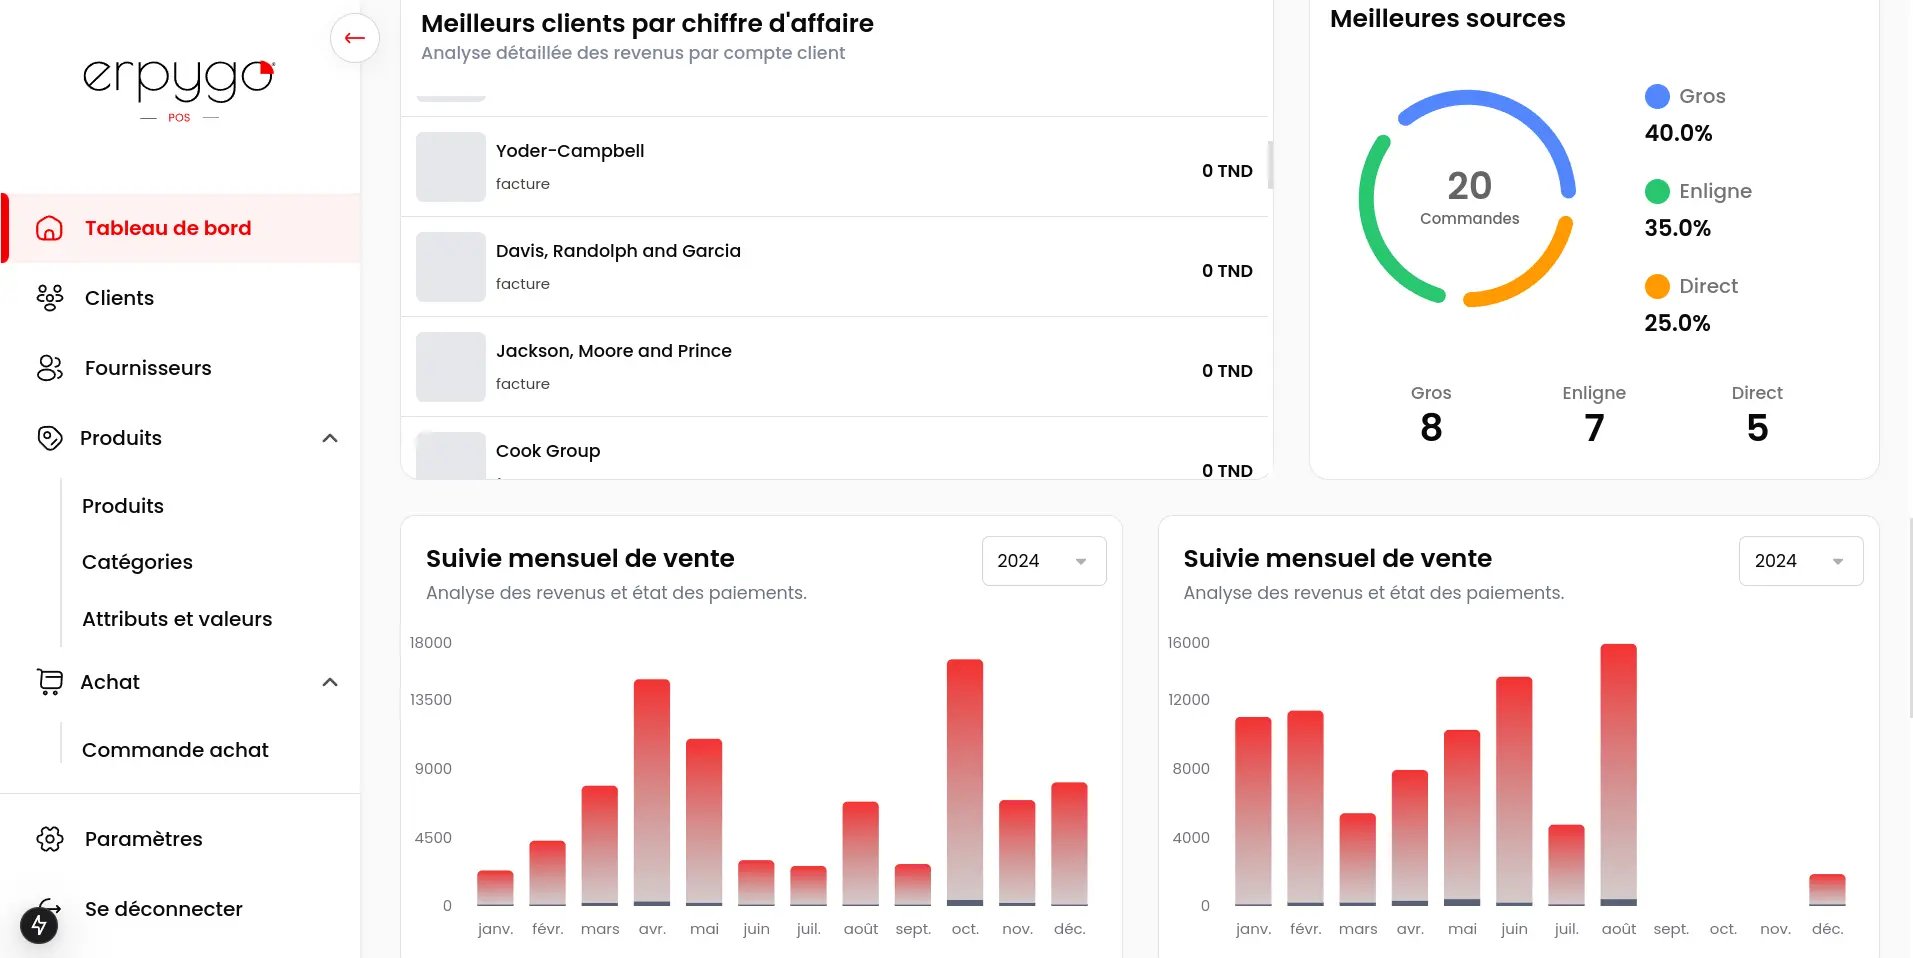 erpygo
POS
Tableau de bord
Clients
Fournisseurs
Produits
Produits
Catégories
Attributs et valeurs
Achat
Commande achat
Paramètres
Se déconnecter
Meilleurs clients par chiffre d'affaire
Analyse détaillée des revenus par compte client
Yoder-Campbell
facture
0 TND
Davis, Randolph and Garcia
facture
0 TND
Jackson, Moore and Prince
facture
0 TND
Cook Group
0 TND
Meilleures sources
20
Commandes
Gros
40.0%
Enligne
35.0%
Direct
25.0%
Gros Enligne Direct
8 7 5
Suivie mensuel de vente
2024
Analyse des revenus et état des paiements.
18000
13500
9000
4500
0
janv. févr. mars avr. mai juin juil. août sept. oct. nov. déc.
Suivie mensuel de vente
2024
Analyse des revenus et état des paiements.
16000
12000
8000
4000
0
janv. févr. mars avr. mai juin juil. août sept. oct. nov. déc.